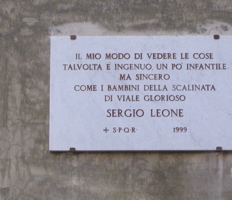 IL MIO MODO DI VEDERE LE COSE
TALVOLTA E INGENUO, UN PO' INFANTILE
MA SINCERO
COME I BAMBINI DELLA SCALINATA
DI VIALE GLORIOSO
SERGIO LEONE
+ S·P·Q·R· 1999